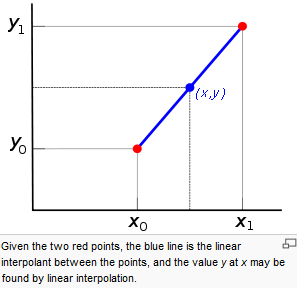 y₁
(x,y)
y₀
x₀ x₁
Given the two red points, the blue line is the linear
interpolant between the points, and the value y at x may be
found by linear interpolation.